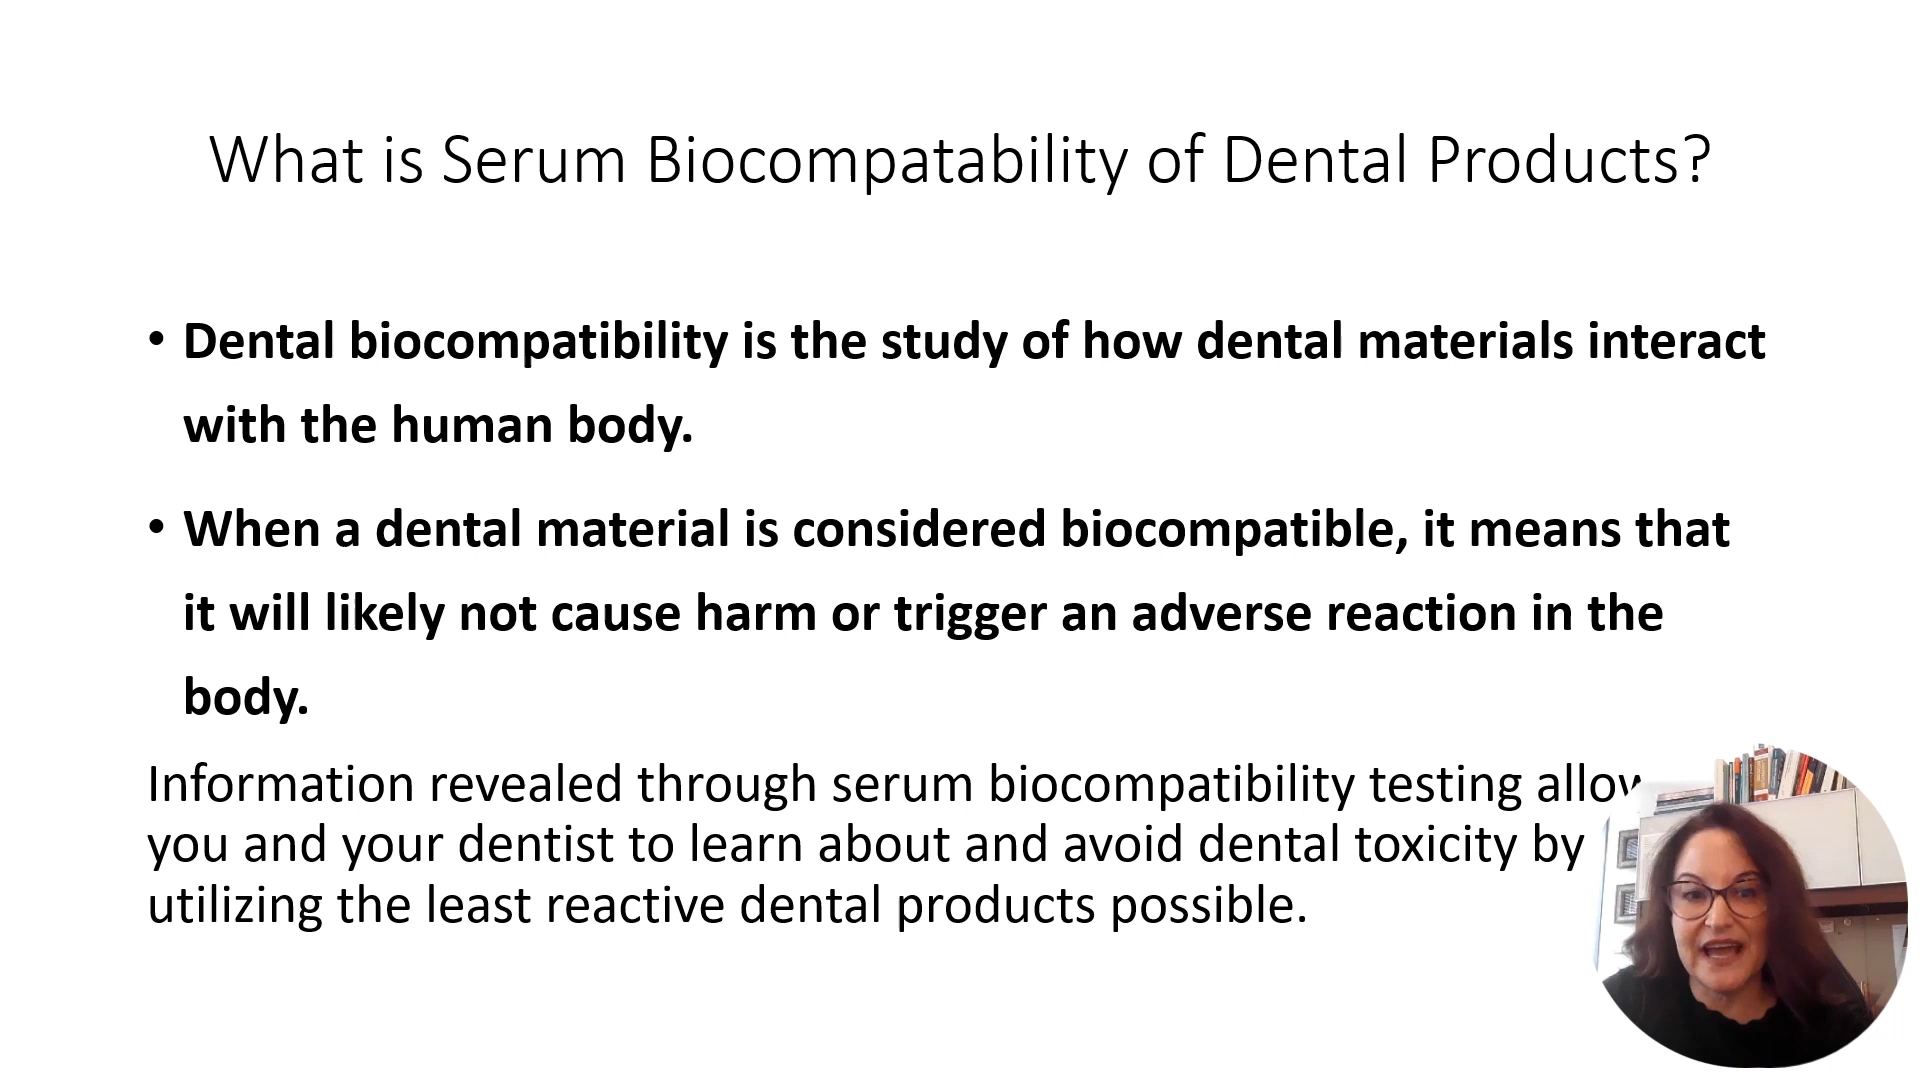 What is Serum Biocompatability of Dental Products?
• Dental biocompatibility is the study of how dental materials interact
with the human body.
• When a dental material is considered biocompatible, it means that
it will likely not cause harm or trigger an adverse reaction in the
body.
Information revealed through serum biocompatibility testing allow
you and your dentist to learn about and avoid dental toxicity by
utilizing the least reactive dental products possible.